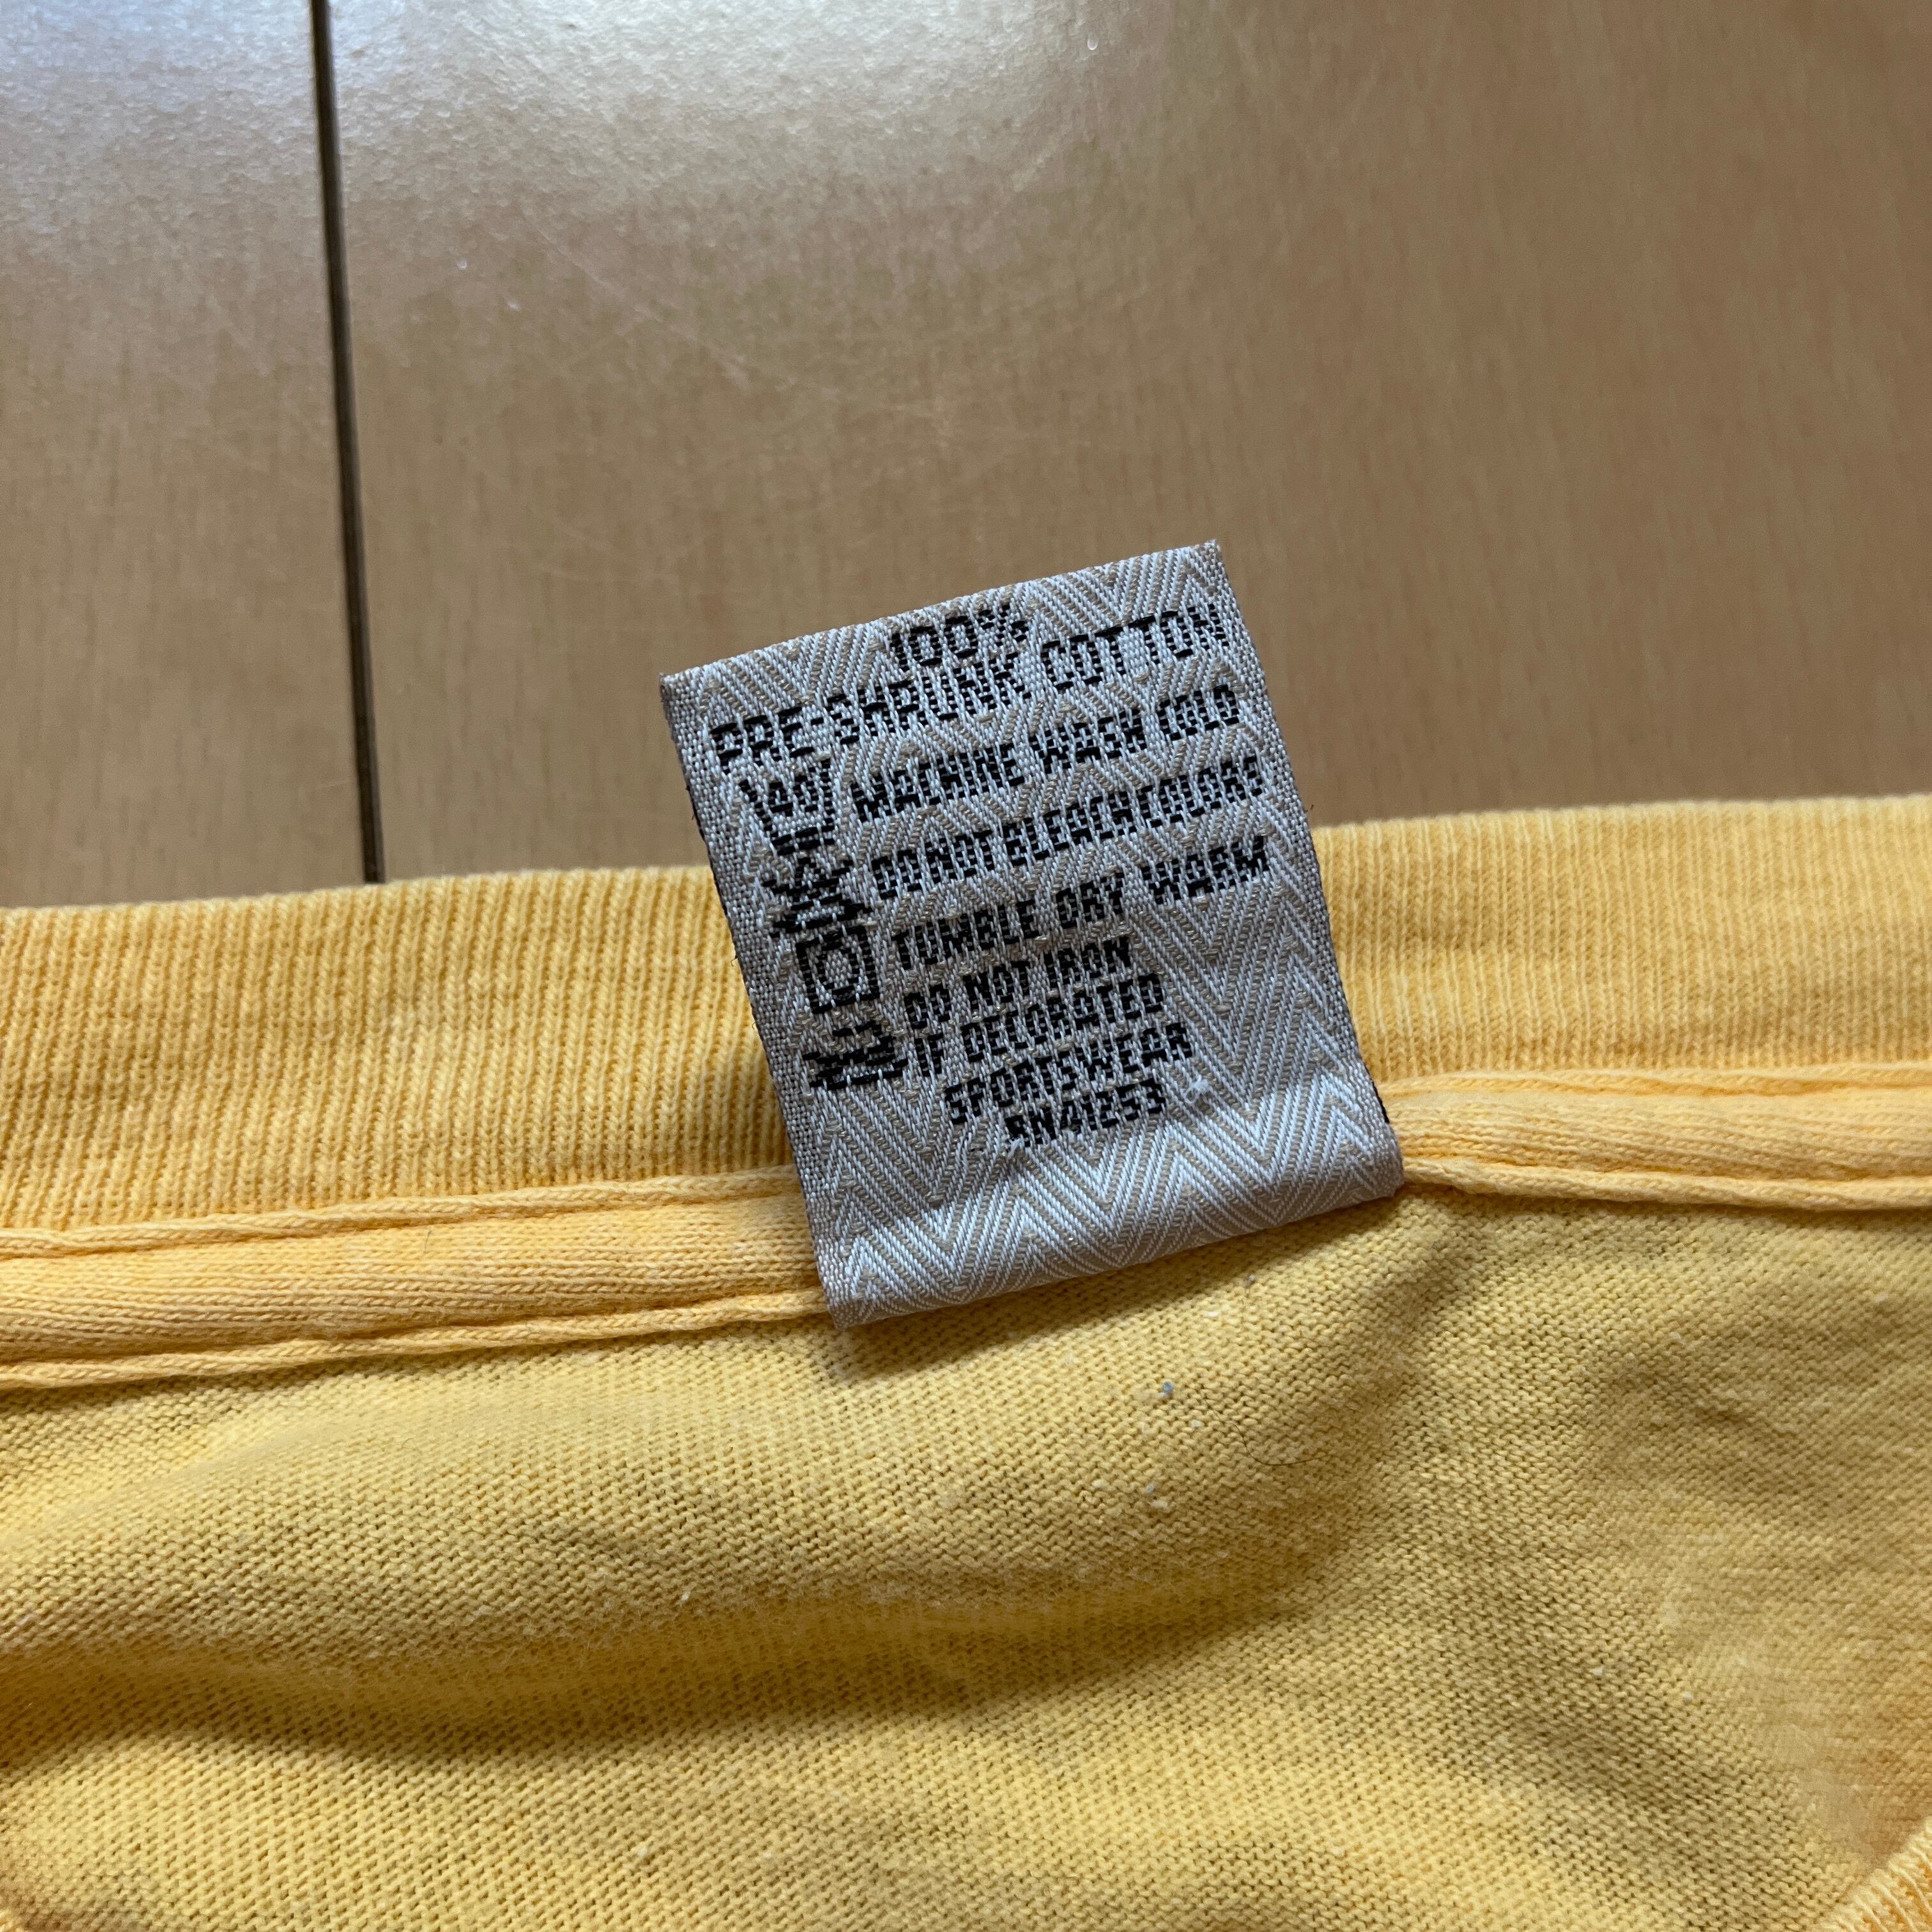 100%
PRE-SHRUNK COTTON
40 MACHINE WASH COLD
DO NOT BLEACH COLORS
TUMBLE DRY WARM
DO NOT IRON
IF DECORATED
SPORTSWEAR
RN41253